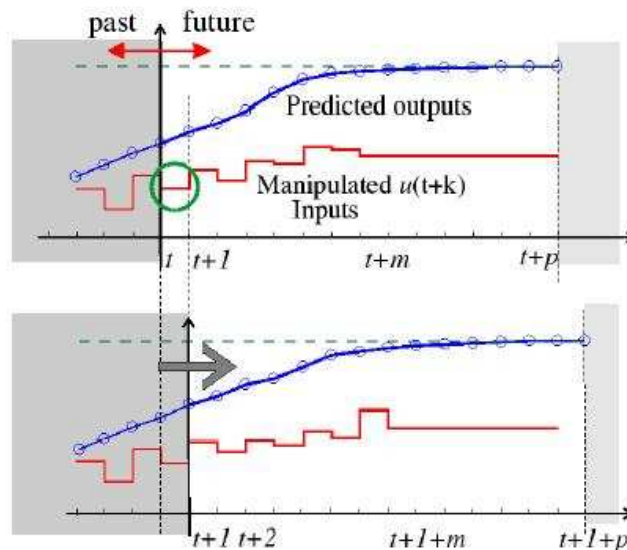 past future
Predicted outputs
Manipulated u(t+k)
Inputs
t t+1 t+m t+p
t+1 t+2 t+1+m t+1+p